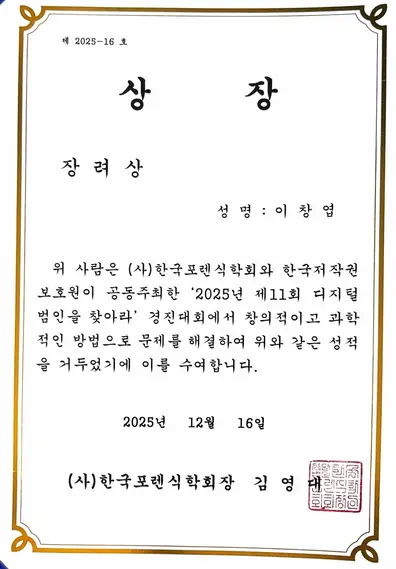 제 2025-16 호
상 장
장 려 상
성 명 : 이 창 엽
위 사람은 (사)한국포렌식학회와 한국저작권
보호원이 공동주최한 ‘2025년 제11회 디지털
범인을 찾아라’ 경진대회에서 창의적이고 과학
적인 방법으로 문제를 해결하여 위와 같은 성적
을 거두었기에 이를 수여합니다.
2025년 12월 16일
(사)한국포렌식학회장 김 영 대